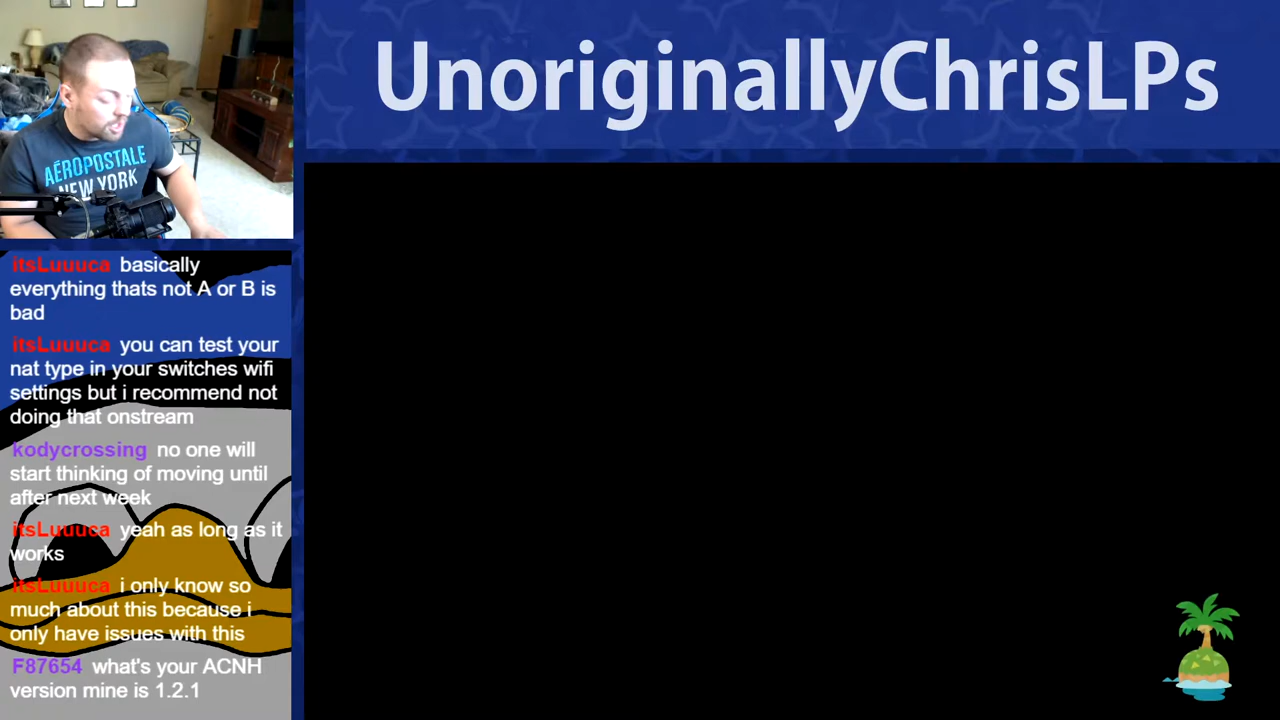 UnoriginallyChrisLPs
AÉROPOSTALE
NEW YORK
itsLuuuca basically
everything thats not A or B is
bad
itsLuuuca you can test your
nat type in your switches wifi
settings but i recommend not
doing that onstream
kodycrossing no one will
start thinking of moving until
after next week
itsLuuuca yeah as long as it
works
itsLuuuca i only know so
much about this because i
only have issues with this
F87654 what's your ACNH
version mine is 1.2.1